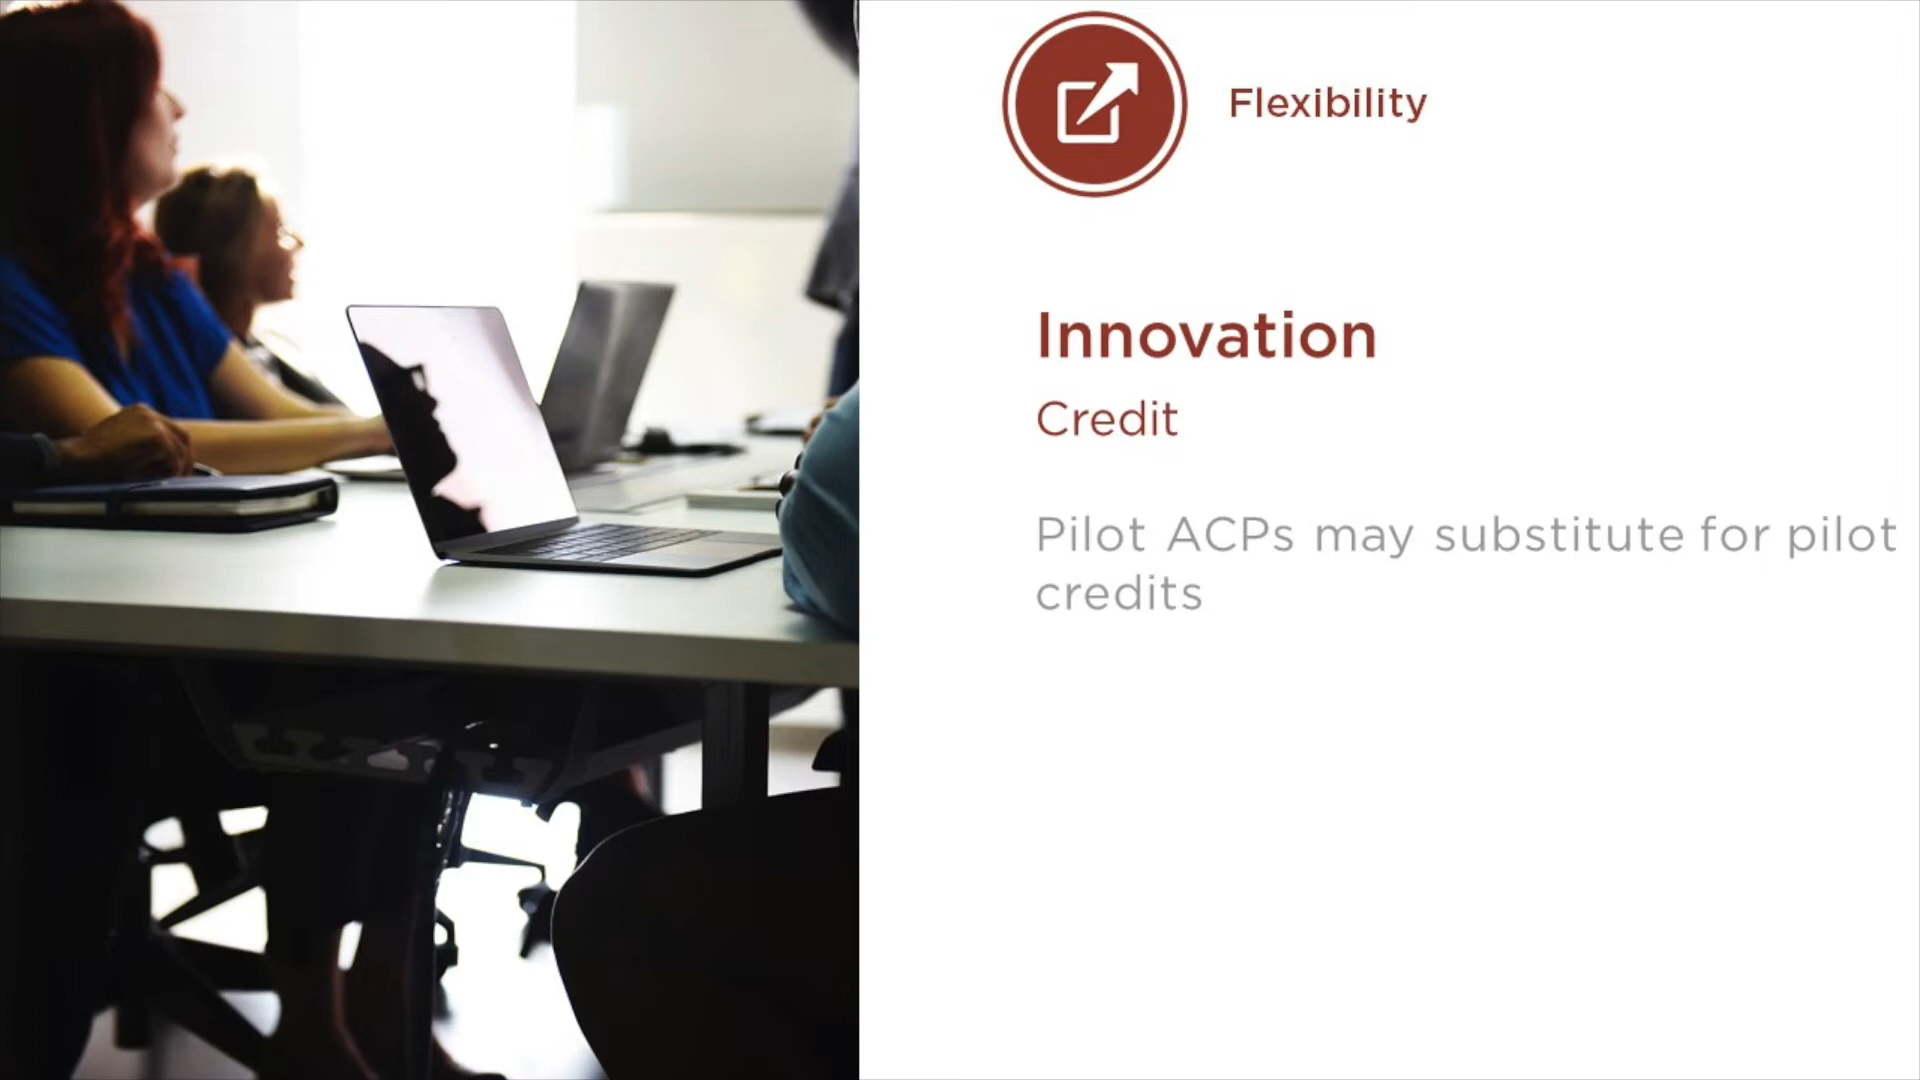 Flexibility
Innovation
Credit
Pilot ACPs may substitute for pilot
credits